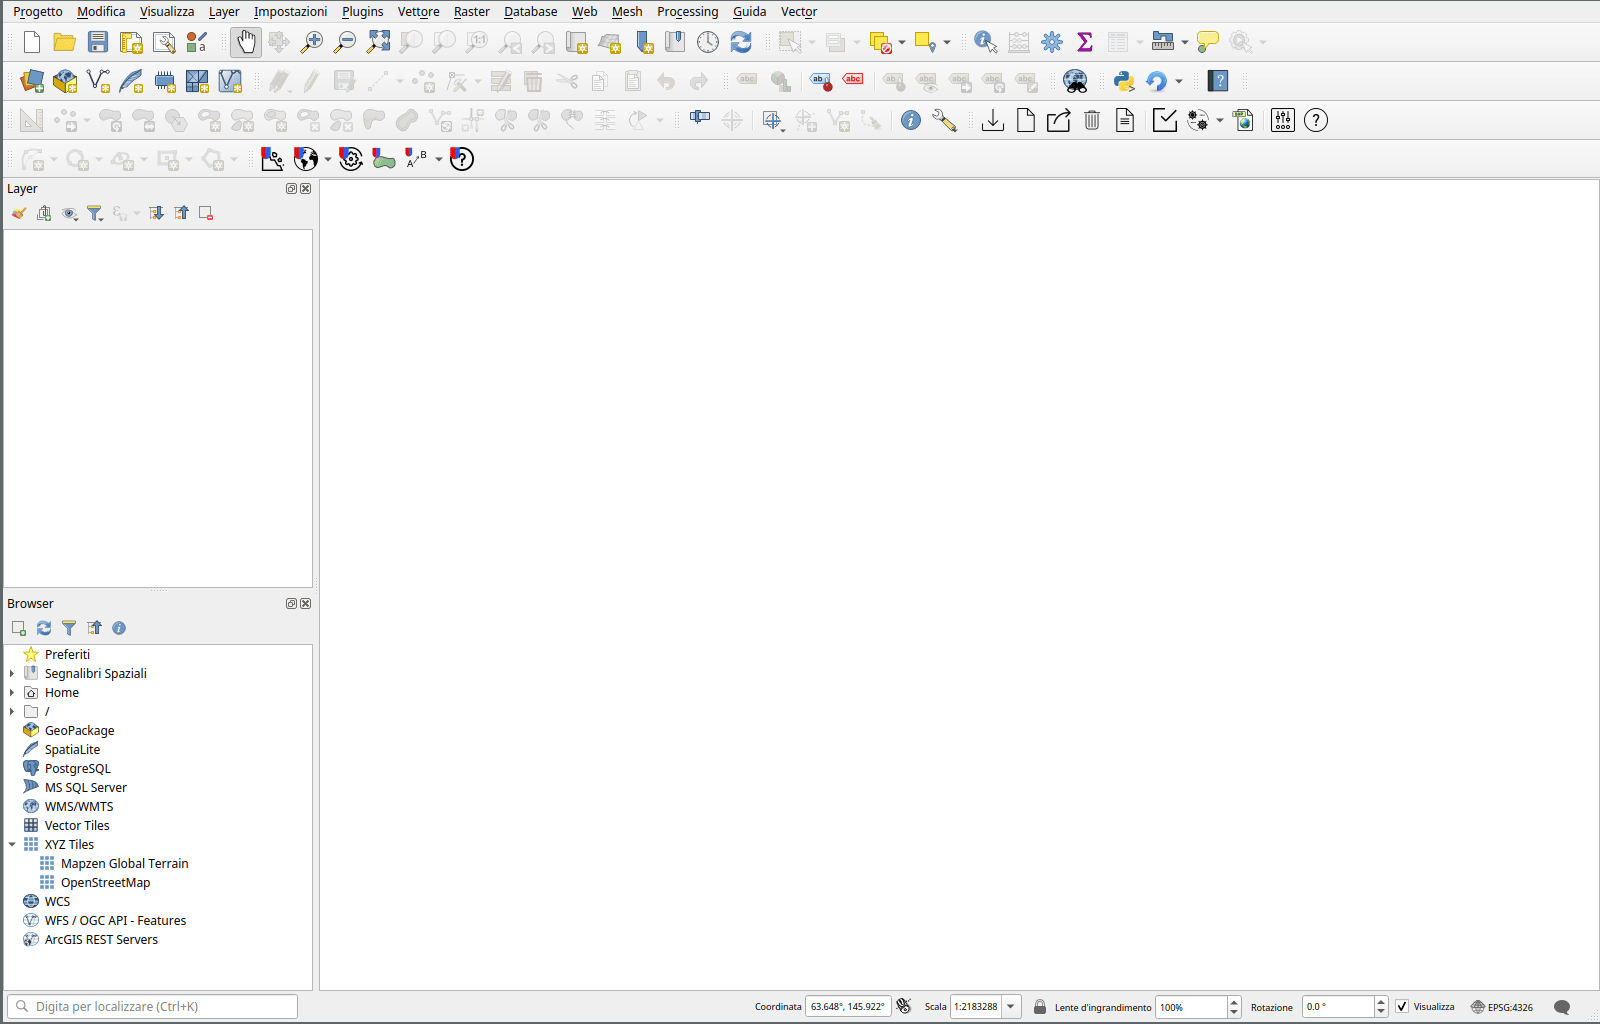 Progetto Modifica Visualizza Layer Impostazioni Plugins Vettore Raster Database Web Mesh Processing Guida Vector
Layer
Browser
Preferiti
Segnalibri Spaziali
Home
/
GeoPackage
SpatiaLite
PostgreSQL
MS SQL Server
WMS/WMTS
Vector Tiles
XYZ Tiles
Mapzen Global Terrain
OpenStreetMap
WCS
WFS / OGC API - Features
ArcGIS REST Servers
Digita per localizzare (Ctrl+K) Coordinata 63.648°, 145.922° Scala 1:2183288 Lente d'ingrandimento 100% Rotazione 0.0 ° Visualizza EPSG:4326